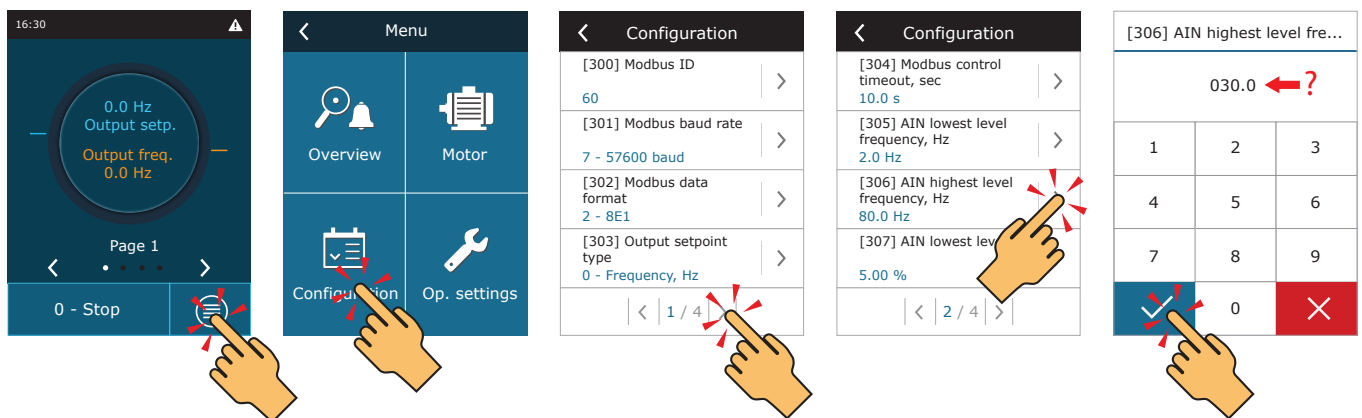 16:30
0.0 Hz
Output setp.
Output freq.
0.0 Hz
Page 1
0 - Stop
Menu
Overview
Motor
Configuration
Op. settings
Configuration
[300] Modbus ID
60
[301] Modbus baud rate
7 - 57600 baud
[302] Modbus data
format
2 - 8E1
[303] Output setpoint
type
0 - Frequency, Hz
1 / 4
Configuration
[304] Modbus control
timeout, sec
10.0 s
[305] AIN lowest level
frequency, Hz
2.0 Hz
[306] AIN highest level
frequency, Hz
80.0 Hz
[307] AIN lowest
5.00 %
2 / 4
[306] AIN highest level fre...
030.0 ?
1 2 3
4 5 6
7 8 9
0